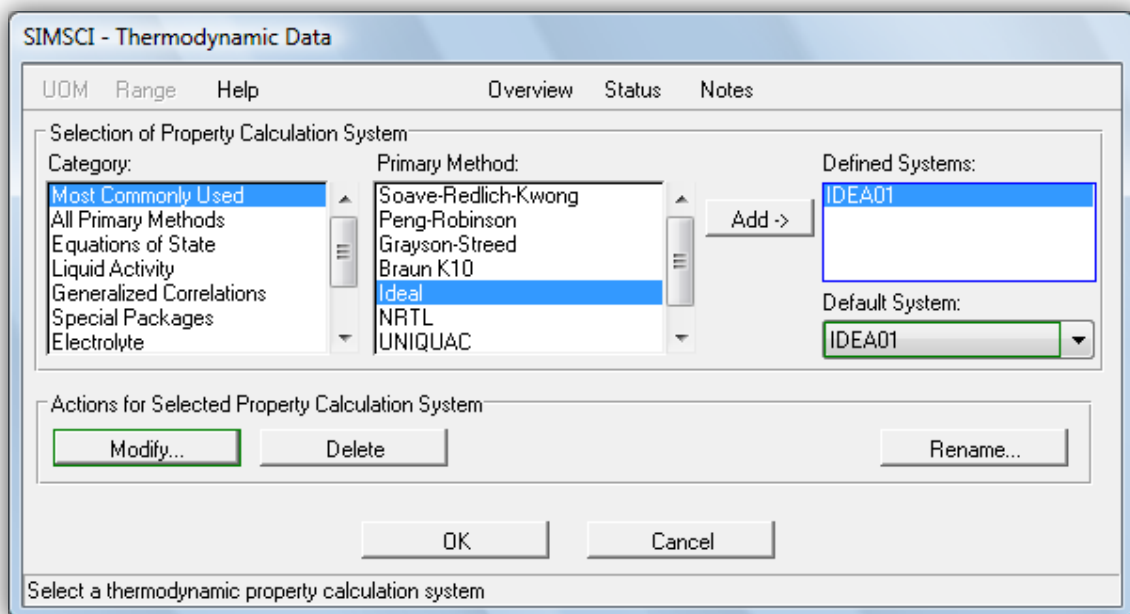 SIMSCI - Thermodynamic Data
UOM Range Help Overview Status Notes
Selection of Property Calculation System
Category:
Most Commonly Used
All Primary Methods
Equations of State
Liquid Activity
Generalized Correlations
Special Packages
Electrolyte
Primary Method:
Soave-Redlich-Kwong
Peng-Robinson
Grayson-Streed
Braun K10
Ideal
NRTL
UNIQUAC
Add ->
Defined Systems:
IDEA01
Default System:
IDEA01
Actions for Selected Property Calculation System
Modify... Delete Rename...
OK Cancel
Select a thermodynamic property calculation system